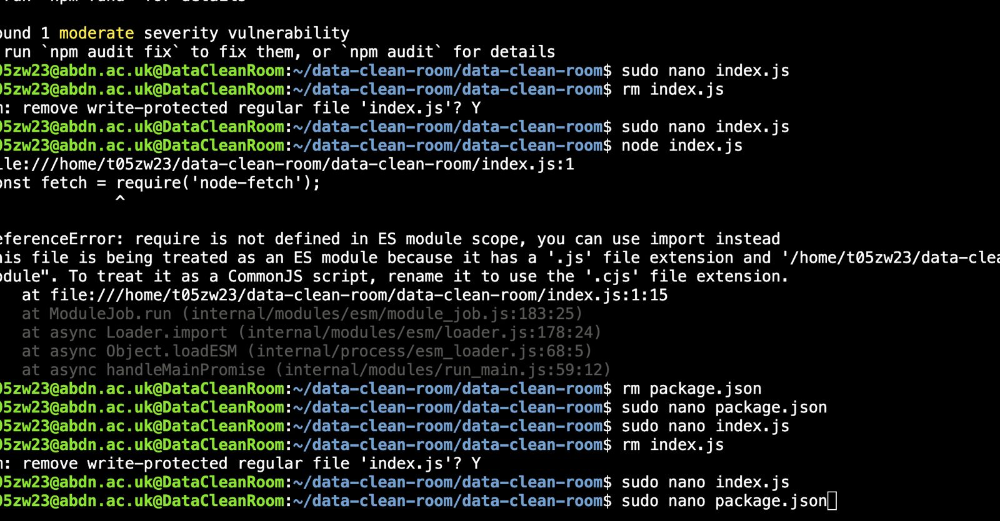 run `npm fund` for details
ound 1 moderate severity vulnerability
run `npm audit fix` to fix them, or `npm audit` for details
05zw23@abdn.ac.uk@DataCleanRoom:~/data-clean-room/data-clean-room$ sudo nano index.js
05zw23@abdn.ac.uk@DataCleanRoom:~/data-clean-room/data-clean-room$ rm index.js
m: remove write-protected regular file 'index.js'? Y
05zw23@abdn.ac.uk@DataCleanRoom:~/data-clean-room/data-clean-room$ sudo nano index.js
05zw23@abdn.ac.uk@DataCleanRoom:~/data-clean-room/data-clean-room$ node index.js
ile:///home/t05zw23/data-clean-room/data-clean-room/index.js:1
onst fetch = require('node-fetch');
^
eferenceError: require is not defined in ES module scope, you can use import instead
his file is being treated as an ES module because it has a '.js' file extension and '/home/t05zw23/data-clea
odule". To treat it as a CommonJS script, rename it to use the '.cjs' file extension.
at file:///home/t05zw23/data-clean-room/data-clean-room/index.js:1:15
at ModuleJob.run (internal/modules/esm/module_job.js:183:25)
at async Loader.import (internal/modules/esm/loader.js:178:24)
at async Object.loadESM (internal/process/esm_loader.js:68:5)
at async handleMainPromise (internal/modules/run_main.js:59:12)
05zw23@abdn.ac.uk@DataCleanRoom:~/data-clean-room/data-clean-room$ rm package.json
05zw23@abdn.ac.uk@DataCleanRoom:~/data-clean-room/data-clean-room$ sudo nano package.json
05zw23@abdn.ac.uk@DataCleanRoom:~/data-clean-room/data-clean-room$ sudo nano index.js
05zw23@abdn.ac.uk@DataCleanRoom:~/data-clean-room/data-clean-room$ rm index.js
m: remove write-protected regular file 'index.js'? Y
05zw23@abdn.ac.uk@DataCleanRoom:~/data-clean-room/data-clean-room$ sudo nano index.js
05zw23@abdn.ac.uk@DataCleanRoom:~/data-clean-room/data-clean-room$ sudo nano package.json